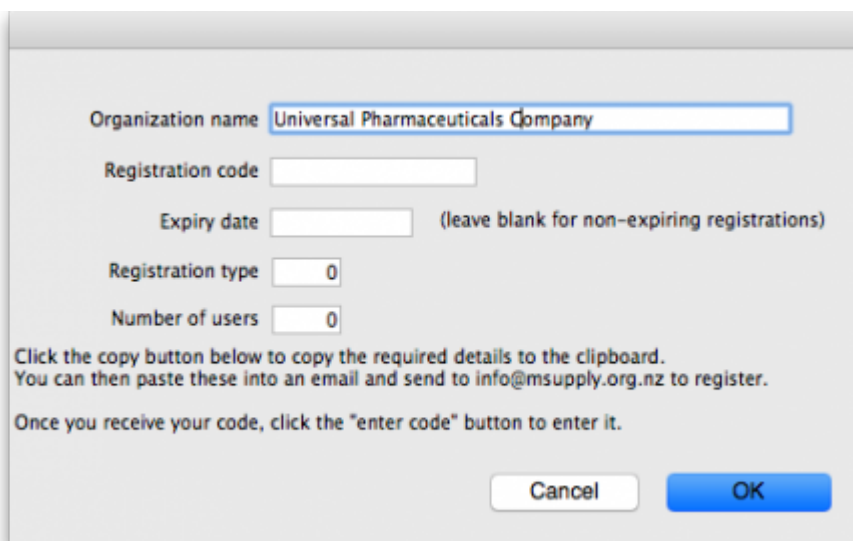 Organization name Universal Pharmaceuticals Company
Registration code
Expiry date (leave blank for non-expiring registrations)
Registration type 0
Number of users 0
Click the copy button below to copy the required details to the clipboard.
You can then paste these into an email and send to info@msupply.org.nz to register.
Once you receive your code, click the "enter code" button to enter it.
Cancel OK